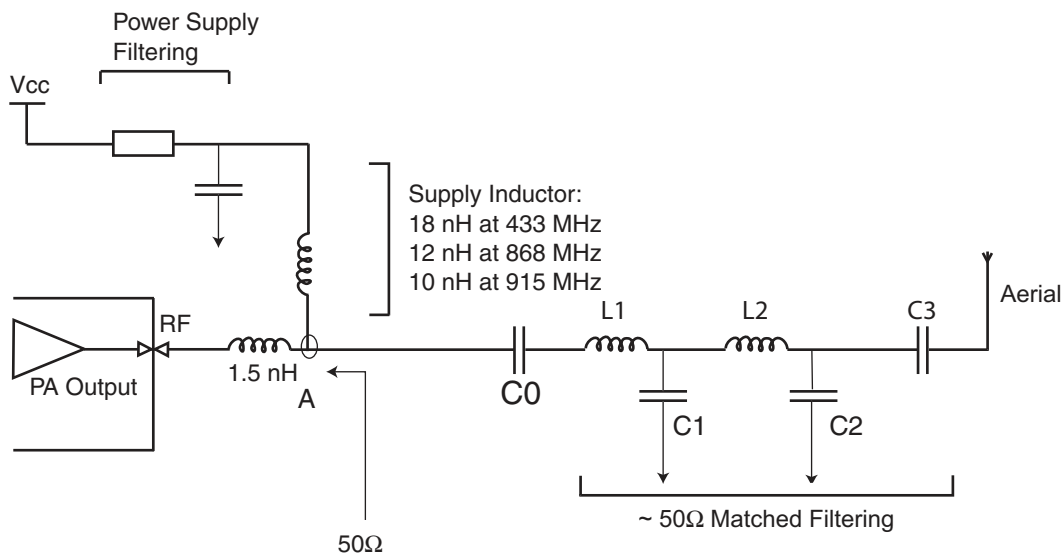 Power Supply
Filtering
Vcc
Supply Inductor:
18 nH at 433 MHz
12 nH at 868 MHz
10 nH at 915 MHz
RF
PA Output
1.5 nH
A
C0
L1
L2
C3
Aerial
C1
C2
~ 50Ω Matched Filtering
50Ω